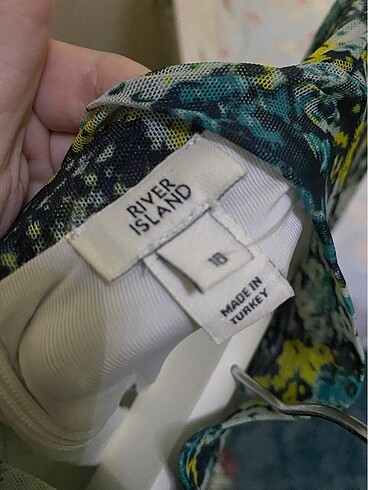 RIVER
ISLAND
18
MADE IN
TURKEY